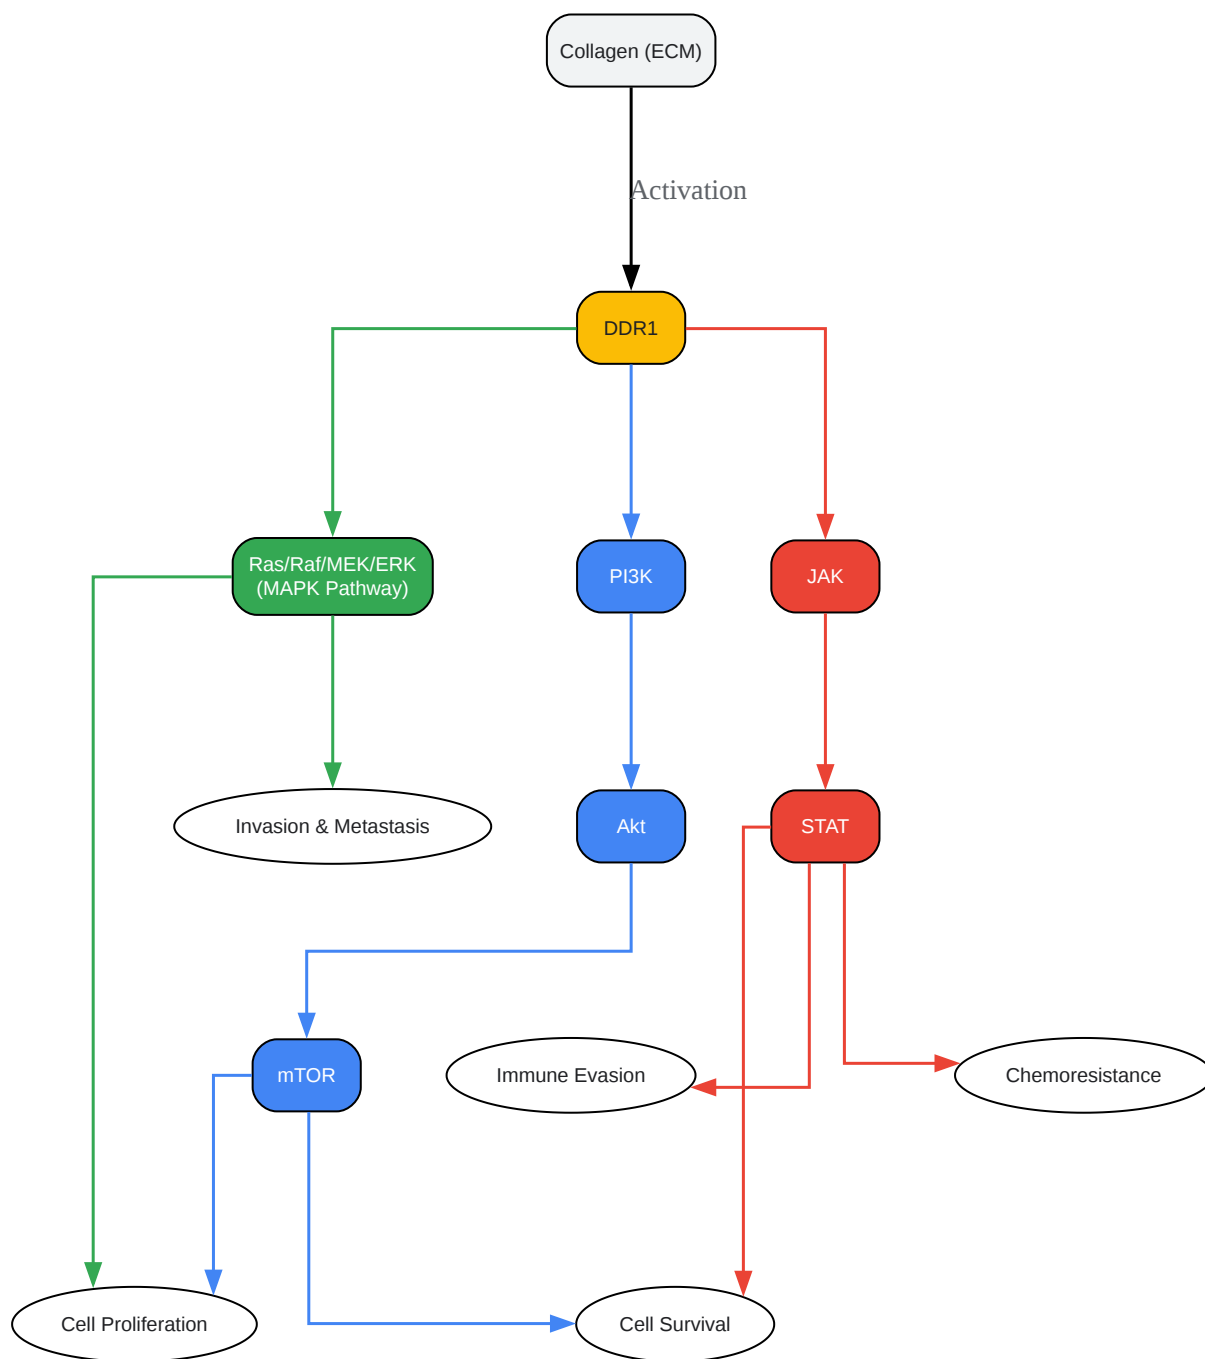 Collagen (ECM)
Activation
DDR1
Ras/Raf/MEK/ERK
(MAPK Pathway)
PI3K
JAK
Invasion & Metastasis
Akt
STAT
mTOR
Immune Evasion
Chemoresistance
Cell Proliferation
Cell Survival